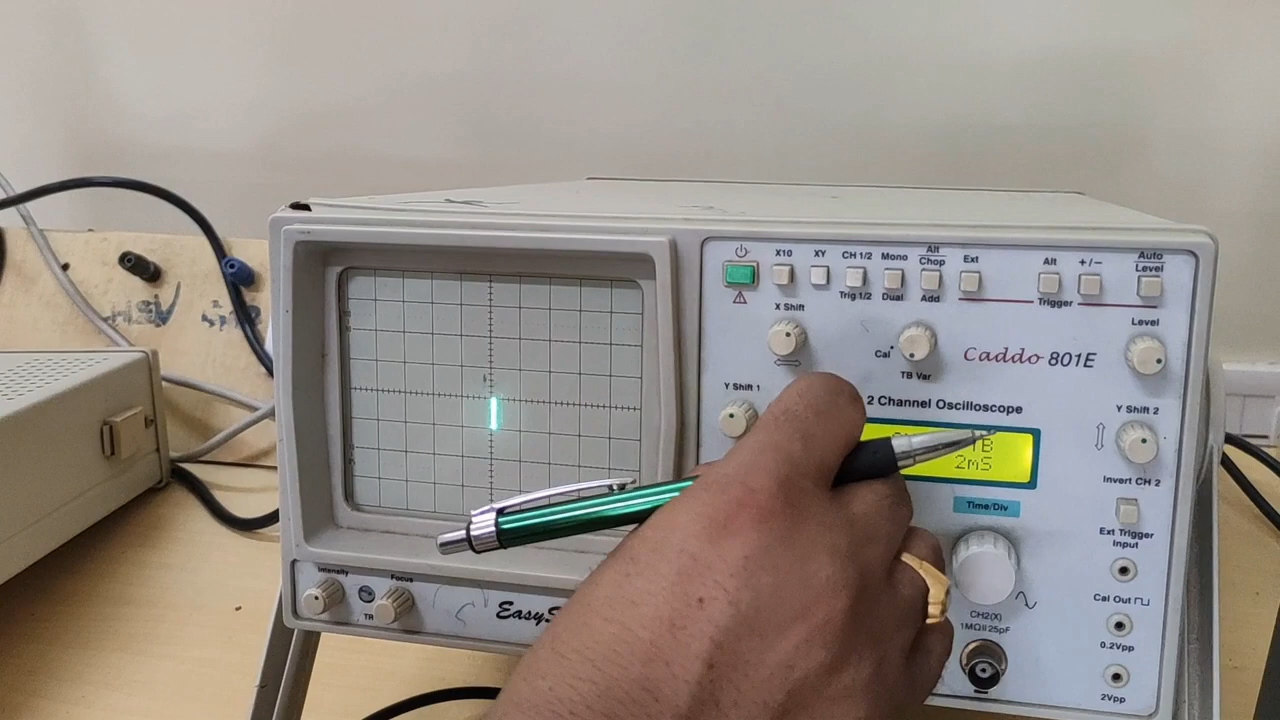 X10
XY
CH 1/2
Mono
Alt
Chop
Ext
Alt
+/−
Auto
Level
Trig 1/2
Dual
Add
Trigger
X Shift
Cal
TB Var
Caddo 801E
Level
Y Shift 1
2 Channel Oscilloscope
Y Shift 2
TB
2mS
Invert CH 2
Time/Div
Ext Trigger
Input
Intensity
Focus
TR
CH2(X)
1MΩ II 25pF
Cal Out
0.2Vpp
2Vpp